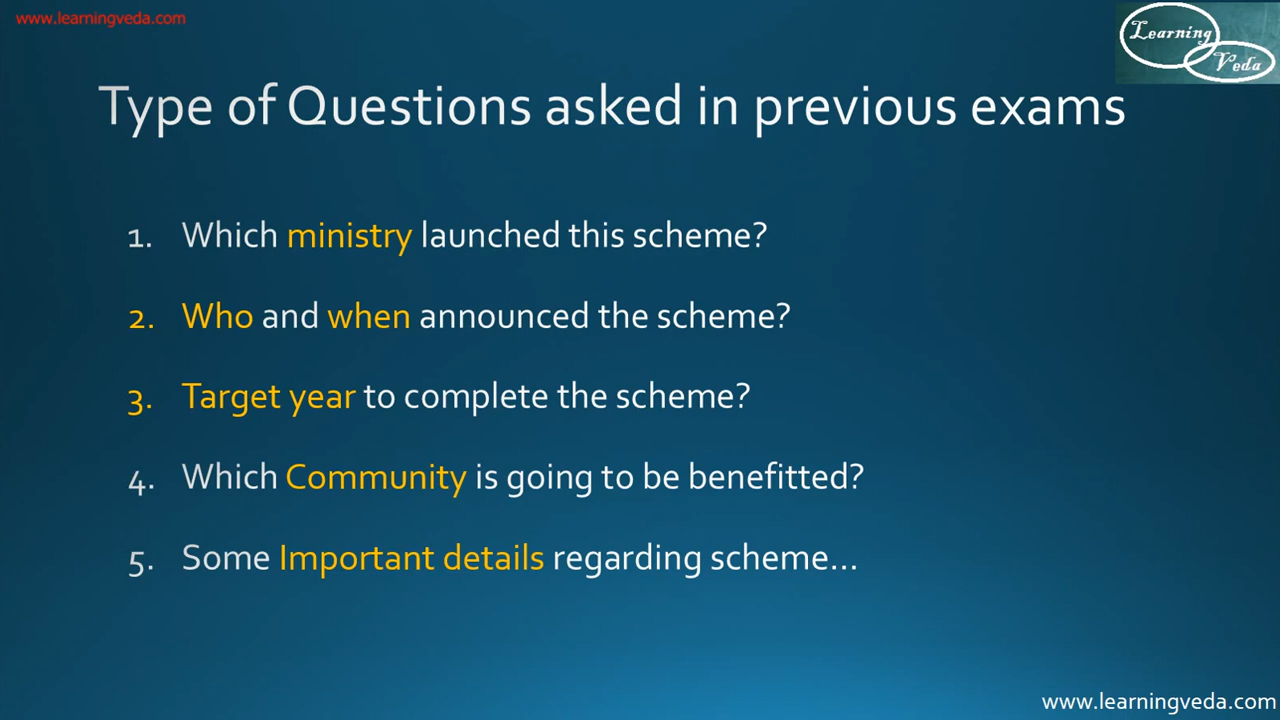 www.learningveda.com
Learning
Veda
Type of Questions asked in previous exams
1. Which ministry launched this scheme?
2. Who and when announced the scheme?
3. Target year to complete the scheme?
4. Which Community is going to be benefitted?
5. Some Important details regarding scheme...
www.learningveda.com